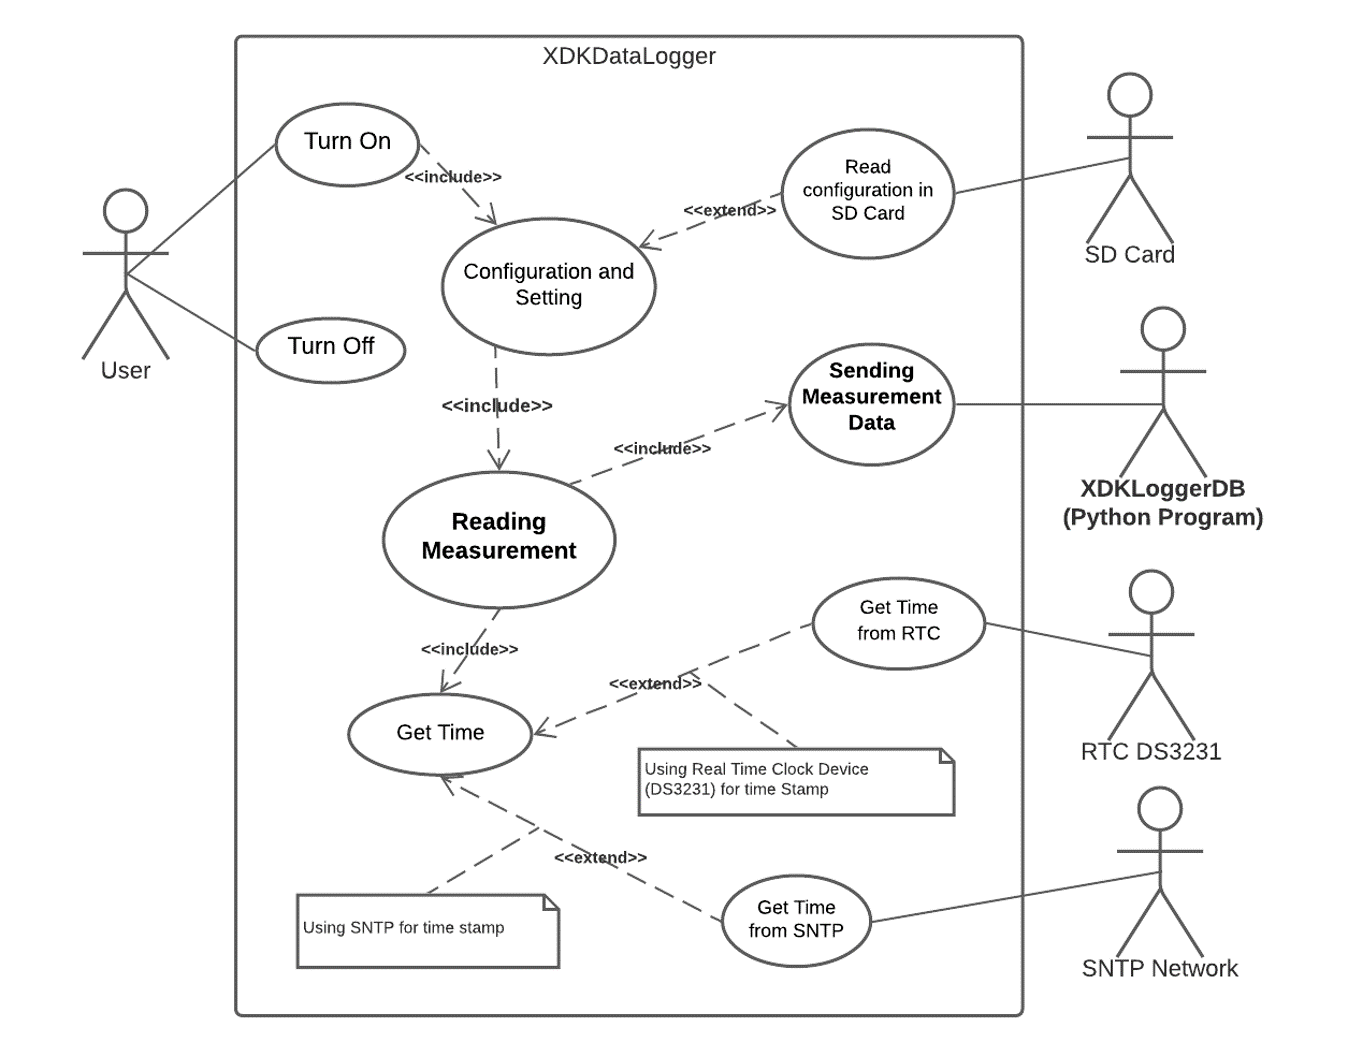 XDKDataLogger
Turn On
<<include>>
Read
configuration in
SD Card
<<extend>>
SD Card
Configuration and
Setting
Turn Off
User
Sending
Measurement
Data
<<include>>
<<include>>
XDKLoggerDB
(Python Program)
Reading
Measurement
Get Time
from RTC
<<include>>
<<extend>>
Get Time
RTC DS3231
Using Real Time Clock Device
(DS3231) for time Stamp
<<extend>>
Using SNTP for time stamp
Get Time
from SNTP
SNTP Network